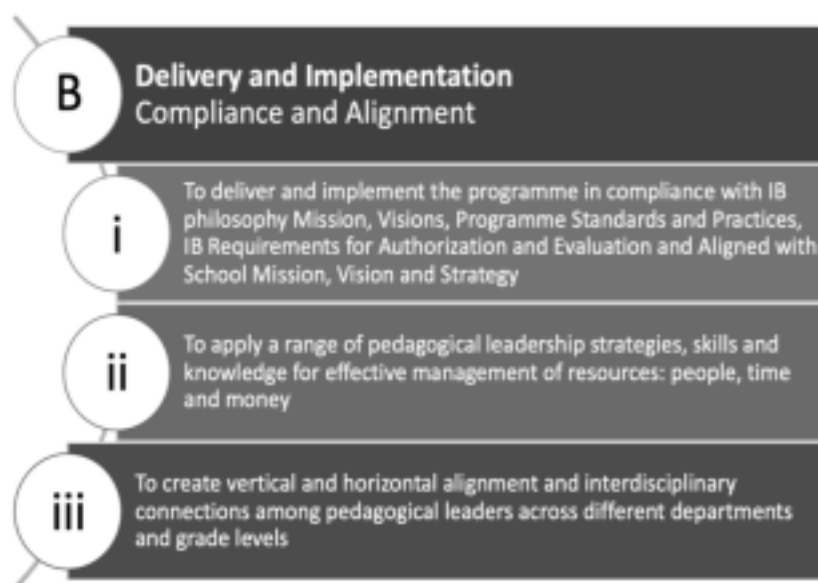 B
Delivery and Implementation
Compliance and Alignment
i
To deliver and implement the programme in compliance with IB
philosophy Mission, Visions, Programme Standards and Practices,
IB Requirements for Authorization and Evaluation and Aligned with
School Mission, Vision and Strategy
ii
To apply a range of pedagogical leadership strategies, skills and
knowledge for effective management of resources: people, time
and money
iii
To create vertical and horizontal alignment and interdisciplinary
connections among pedagogical leaders across different departments
and grade levels